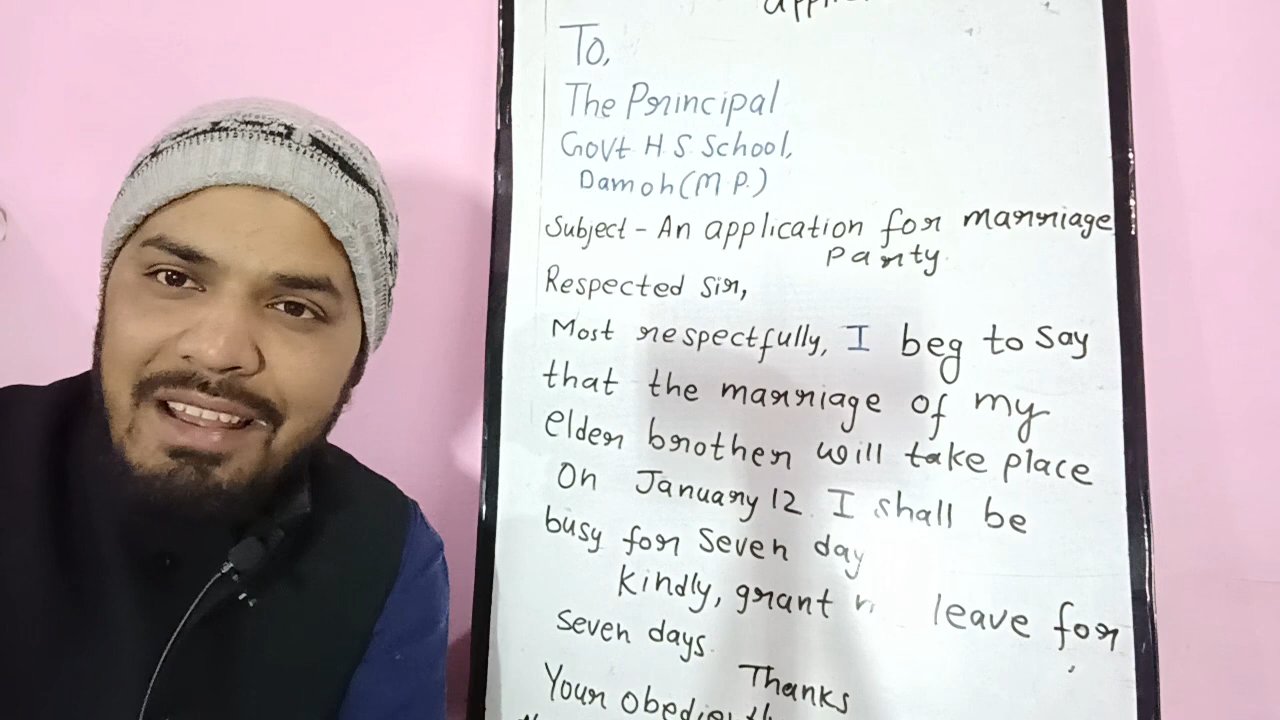 To,
The Principal
Govt H S School,
Damoh (M P.)
Subject - An application for marriage
Party.
Respected Sir,
Most respectfully, I beg to say
that the marriage of my
elder brother will take place
On January 12. I shall be
busy for seven day
Kindly, grant leave for
seven days.
Thanks
Your